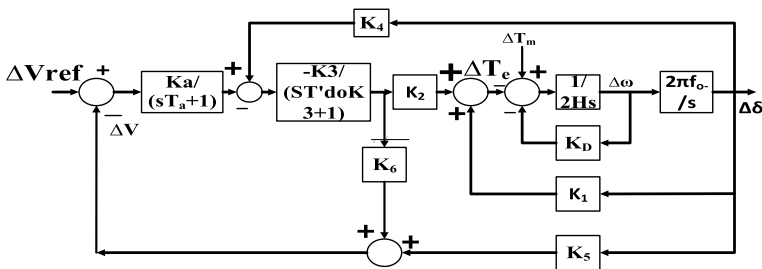 K4
ΔTm
ΔVref
+
Ka/
(sTa+1)
+
−
-K3/
(ST'doK
3+1)
K2
+
ΔTe
+
−
+
−
1/
2Hs
Δω
2πfo-
/s
Δδ
− ΔV
K6
KD
K1
+
+
K5